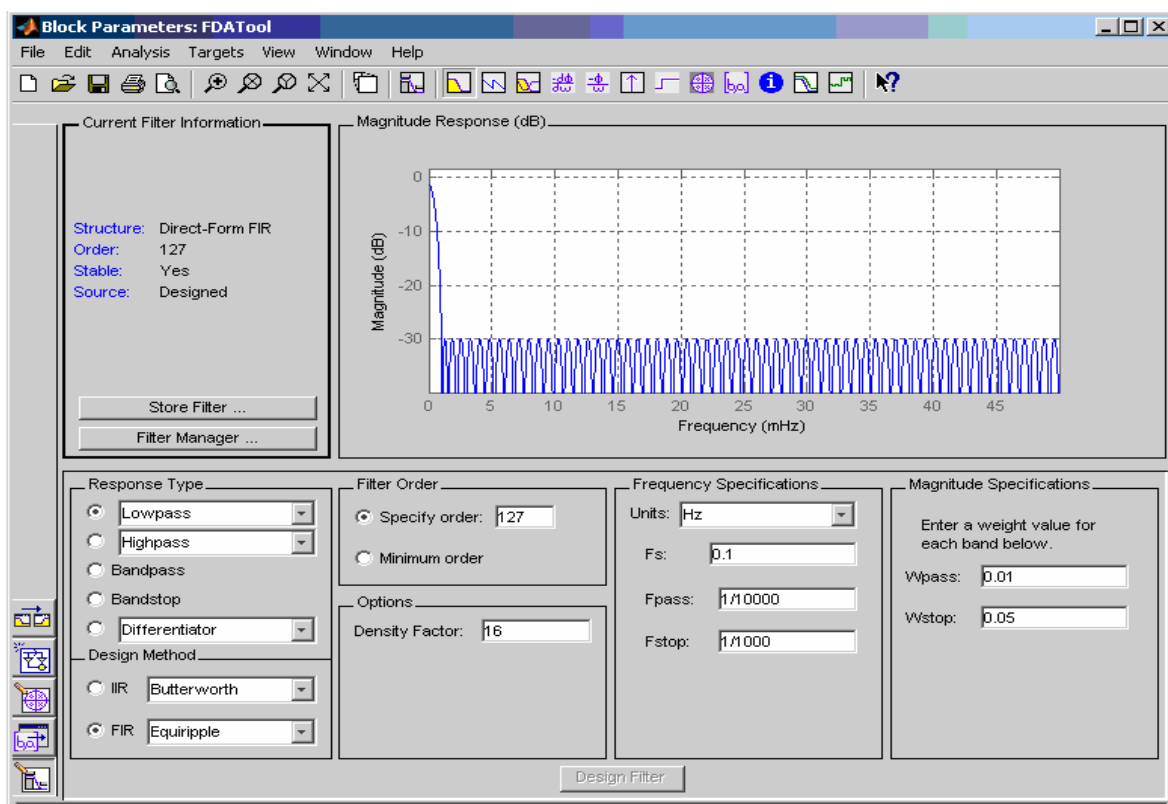 Block Parameters: FDATool
File Edit Analysis Targets View Window Help
Current Filter Information
Structure: Direct-Form FIR
Order: 127
Stable: Yes
Source: Designed
Store Filter ...
Filter Manager ...
Magnitude Response (dB)
0
-10
-20
-30
Magnitude (dB)
0 5 10 15 20 25 30 35 40 45
Frequency (mHz)
Response Type
Lowpass
Highpass
Bandpass
Bandstop
Differentiator
Design Method
IIR Butterworth
FIR Equiripple
Filter Order
Specify order: 127
Minimum order
Options
Density Factor: 16
Frequency Specifications
Units: Hz
Fs: 0.1
Fpass: 1/10000
Fstop: 1/1000
Magnitude Specifications
Enter a weight value for
each band below.
Wpass: 0.01
Wstop: 0.05
Design Filter